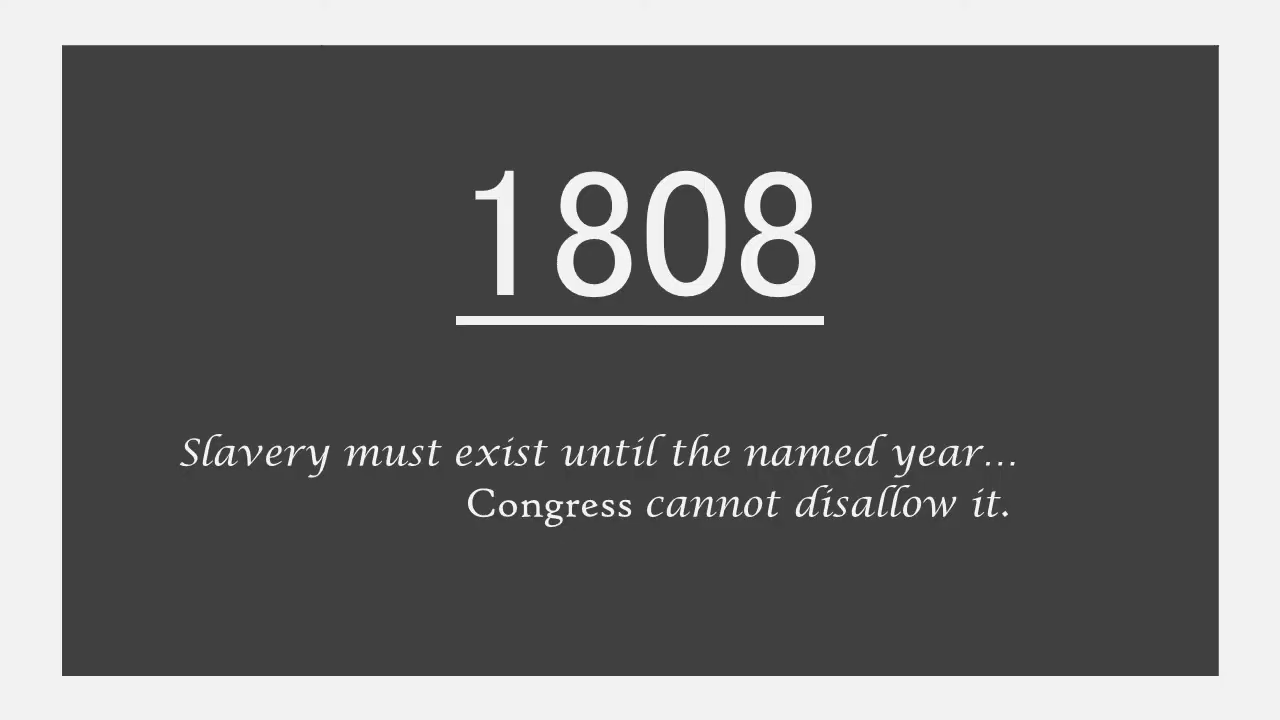 1808
Slavery must exist until the named year...
Congress cannot disallow it.